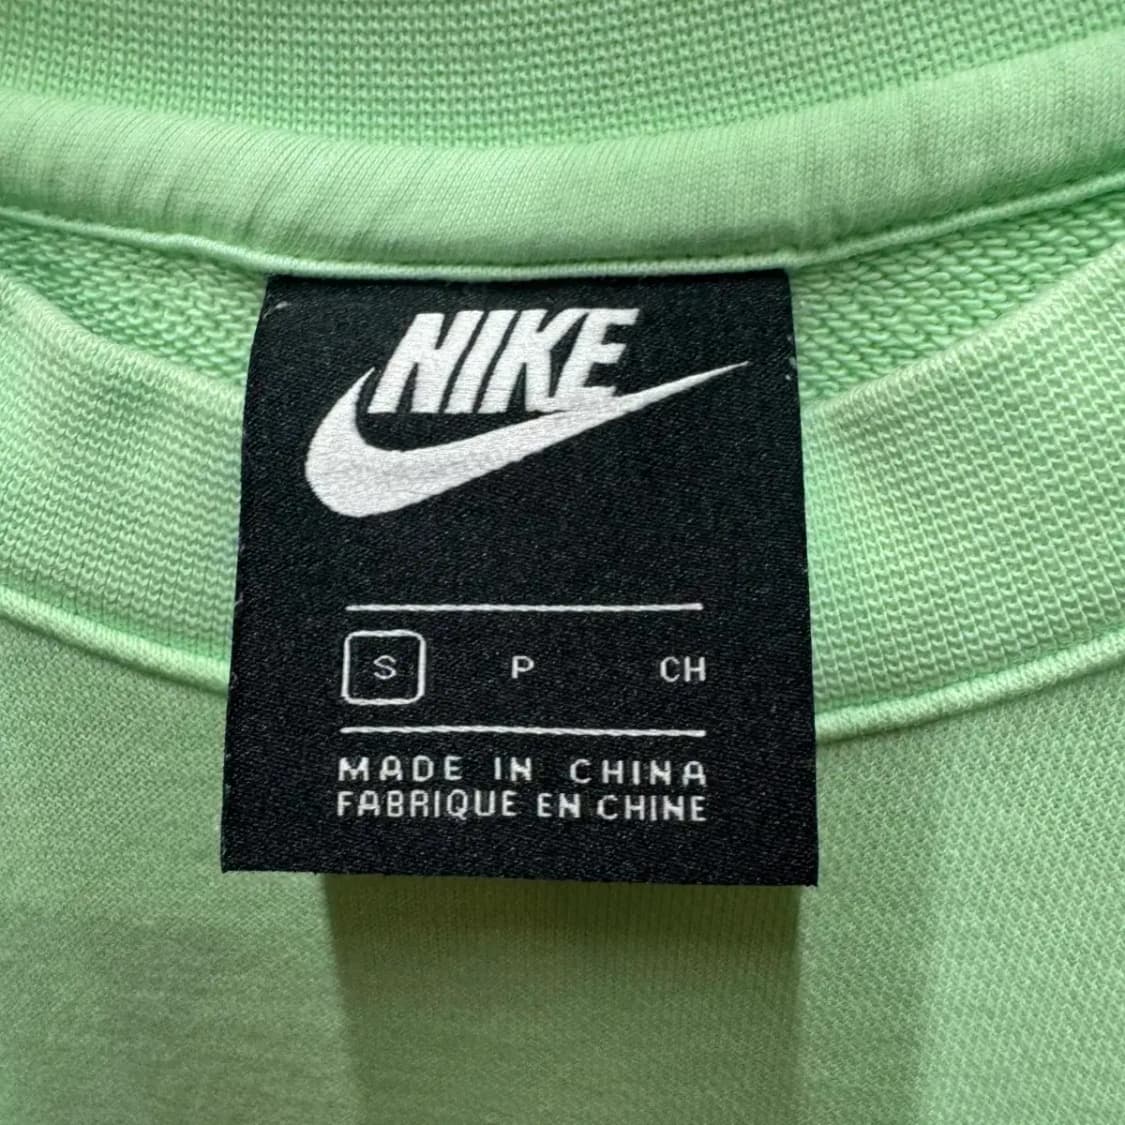 NIKE
S P CH
MADE IN CHINA
FABRIQUE EN CHINE